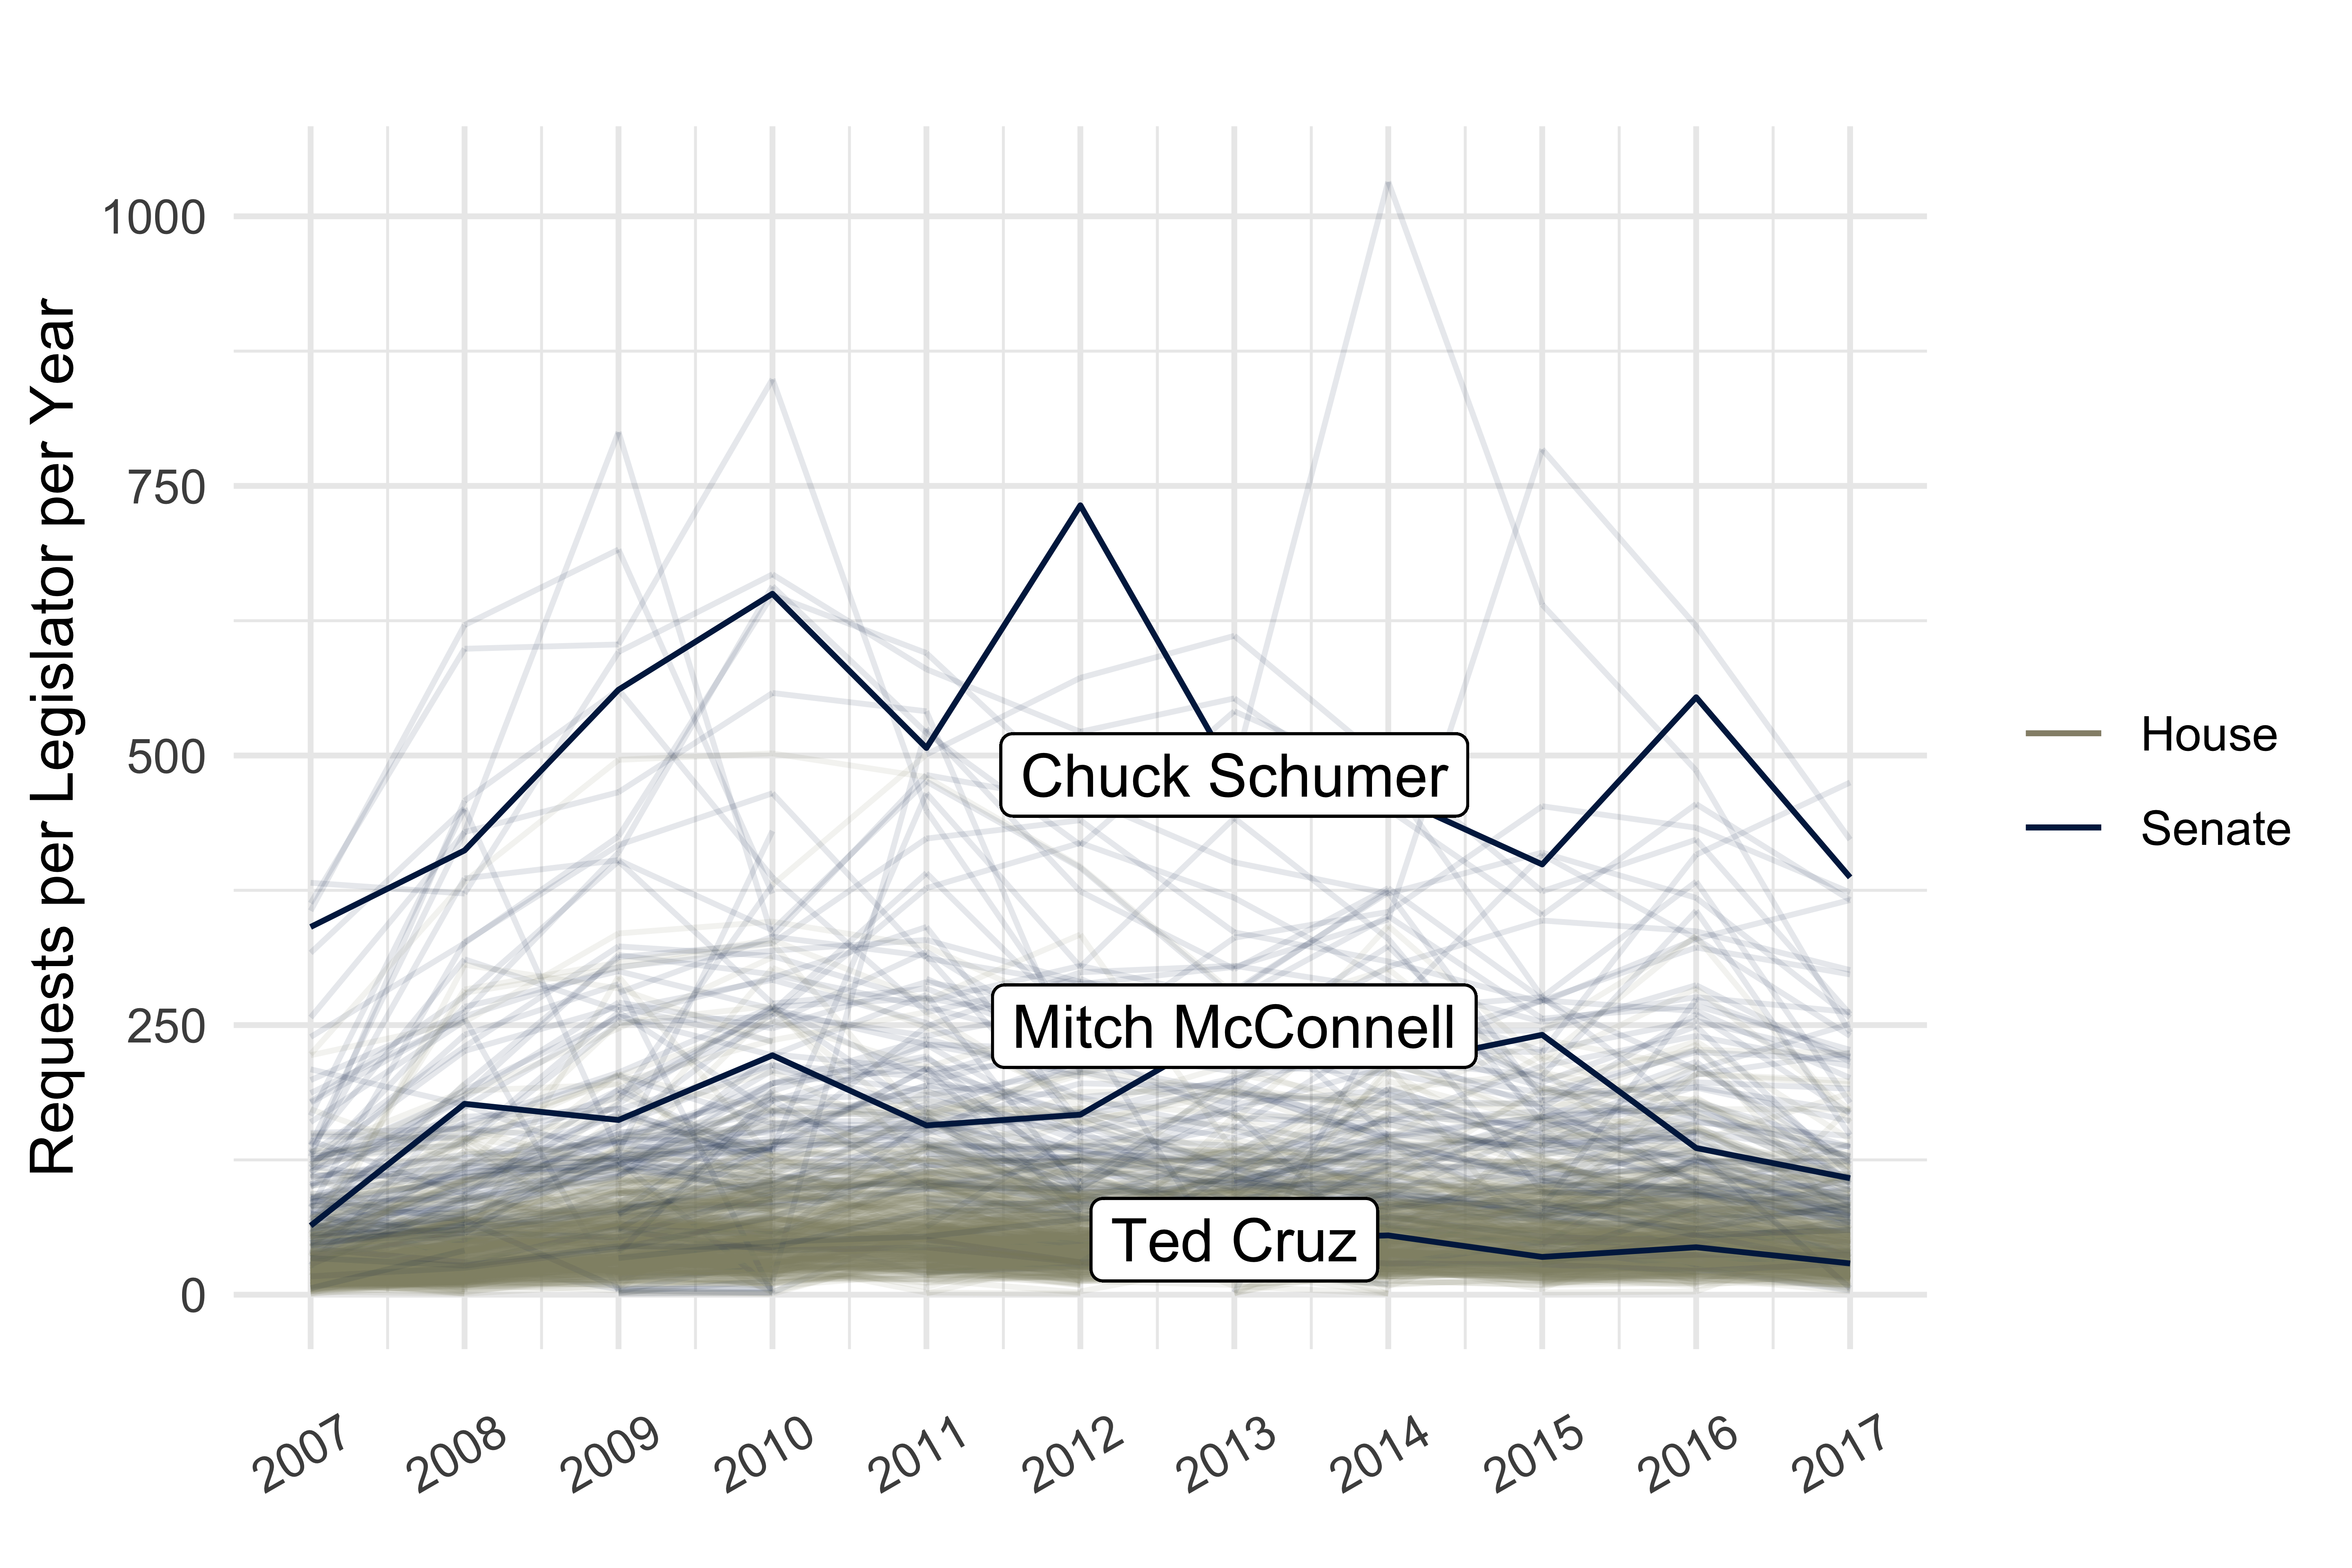 Requests per Legislator per Year
1000
750
500
250
0
Chuck Schumer
Mitch McConnell
Ted Cruz
2007
2008
2009
2010
2011
2012
2013
2014
2015
2016
2017
House
Senate